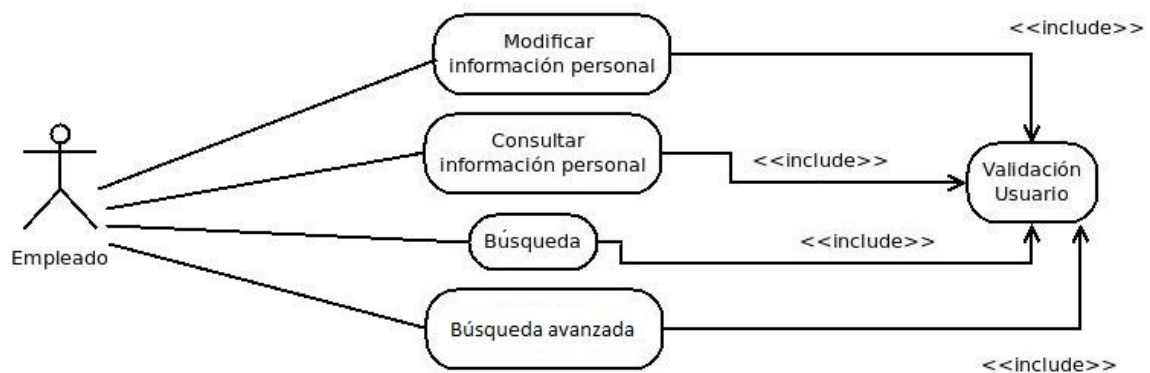 Modificar
información personal
<<include>>
Consultar
información personal
<<include>>
Validación
Usuario
Empleado
Búsqueda
<<include>>
Búsqueda avanzada
<<include>>